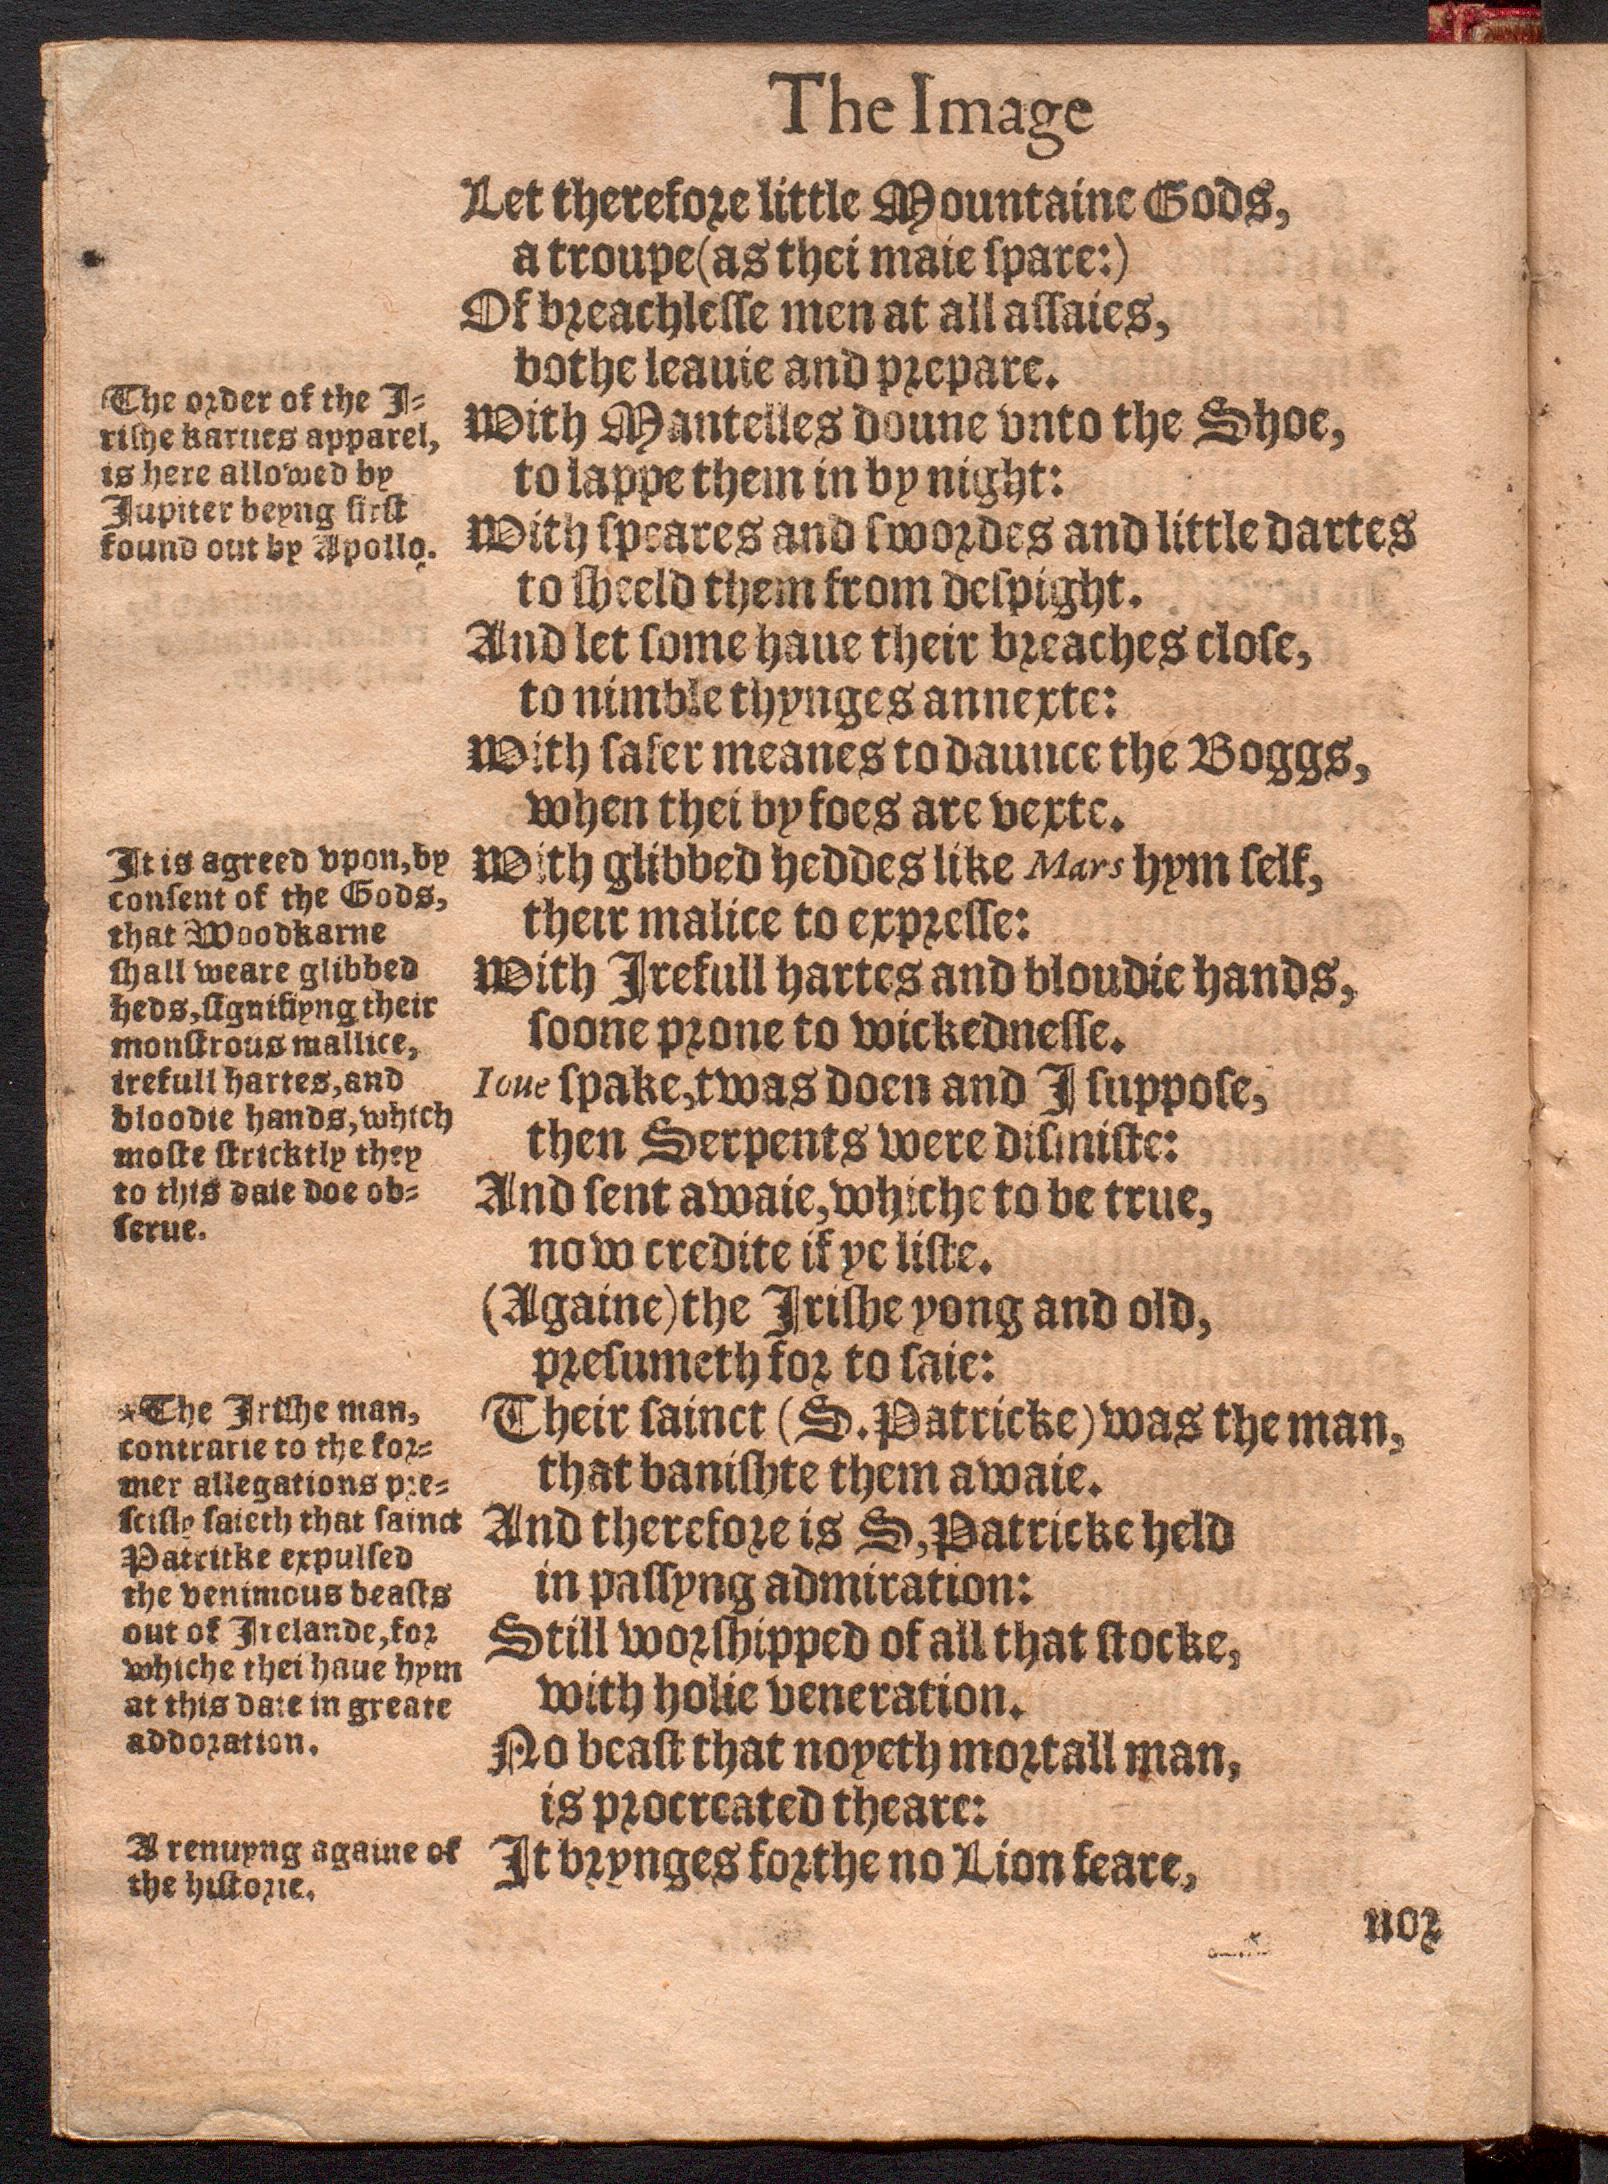 The Image
Let therefore little Mountaine Gods,
a troupe (as thei maie ſpare:)
Of breachleſſe men at all aſſaies,
bothe leauie and prepare.
With Mantelles doune vnto the Shoe,
to lappe them in by night:
With ſpeares and ſwordes and little dartes
to ſheeld them from deſpight.
And let ſome haue their breaches cloſe,
to nimble thynges annexte:
With ſafer meanes to daunce the Boggs,
when thei by foes are vexte.
With glibbed heddes like Mars hym ſelf,
their malice to expreſſe:
With Irefull hartes and bloudie hands,
ſoone prone to wickedneſſe.
Ioue ſpake, twas doen and I ſuppoſe,
then Serpents were diſmiſte:
And ſent awaie, whiche to be true,
now credite if ye liſte.
(Againe) the Iriſhe yong and old,
preſumeth for to ſaie:
Their ſainct (S. Patricke) was the man,
that baniſhte them awaie.
And therefore is S, Patricke held
in paſſyng admiration:
Still worſhipped of all that ſtocke,
with holie veneration.
No beaſt that noyeth mortall man,
is procreated theare:
It brynges forthe no Lion feare,
nor
The order of the I-
riſhe karnes apparel,
is here allowed by
Jupiter beyng firſt
found out by Apollo.
It is agreed vpon, by
conſent of the Gods,
that Woodkarne
ſhall weare glibbed
heds, ſignifiyng their
monſtrous mallice,
irefull hartes, and
bloodie hands, which
moſte ſtricktly they
to this daie doe ob-
ſerue.
*The Iriſhe man,
contrarie to the for-
mer allegations pre-
ſciſly ſaieth that ſainct
Patricke expulſed
the venimous beaſts
out of Irelande, for
whiche thei haue hym
at this daie in greate
addoration.
A renuyng againe of
the hiſtorie.